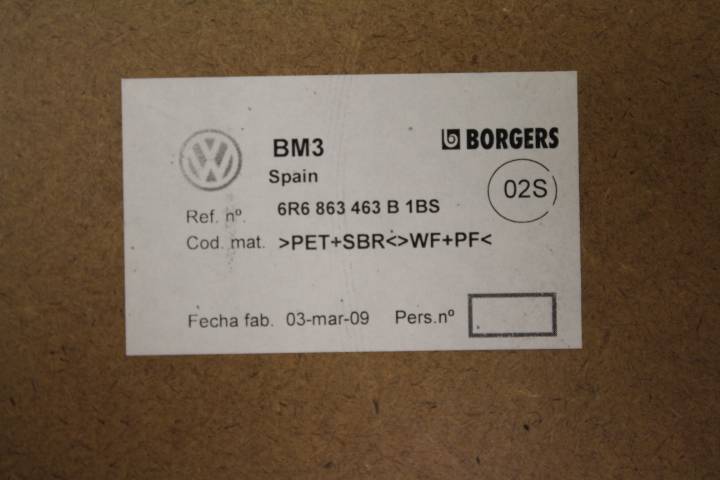 BM3
BORGERS
Spain
02S
Ref. nº. 6R6 863 463 B 1BS
Cod. mat. >PET+SBR<>WF+PF<
Fecha fab. 03-mar-09 Pers.nº